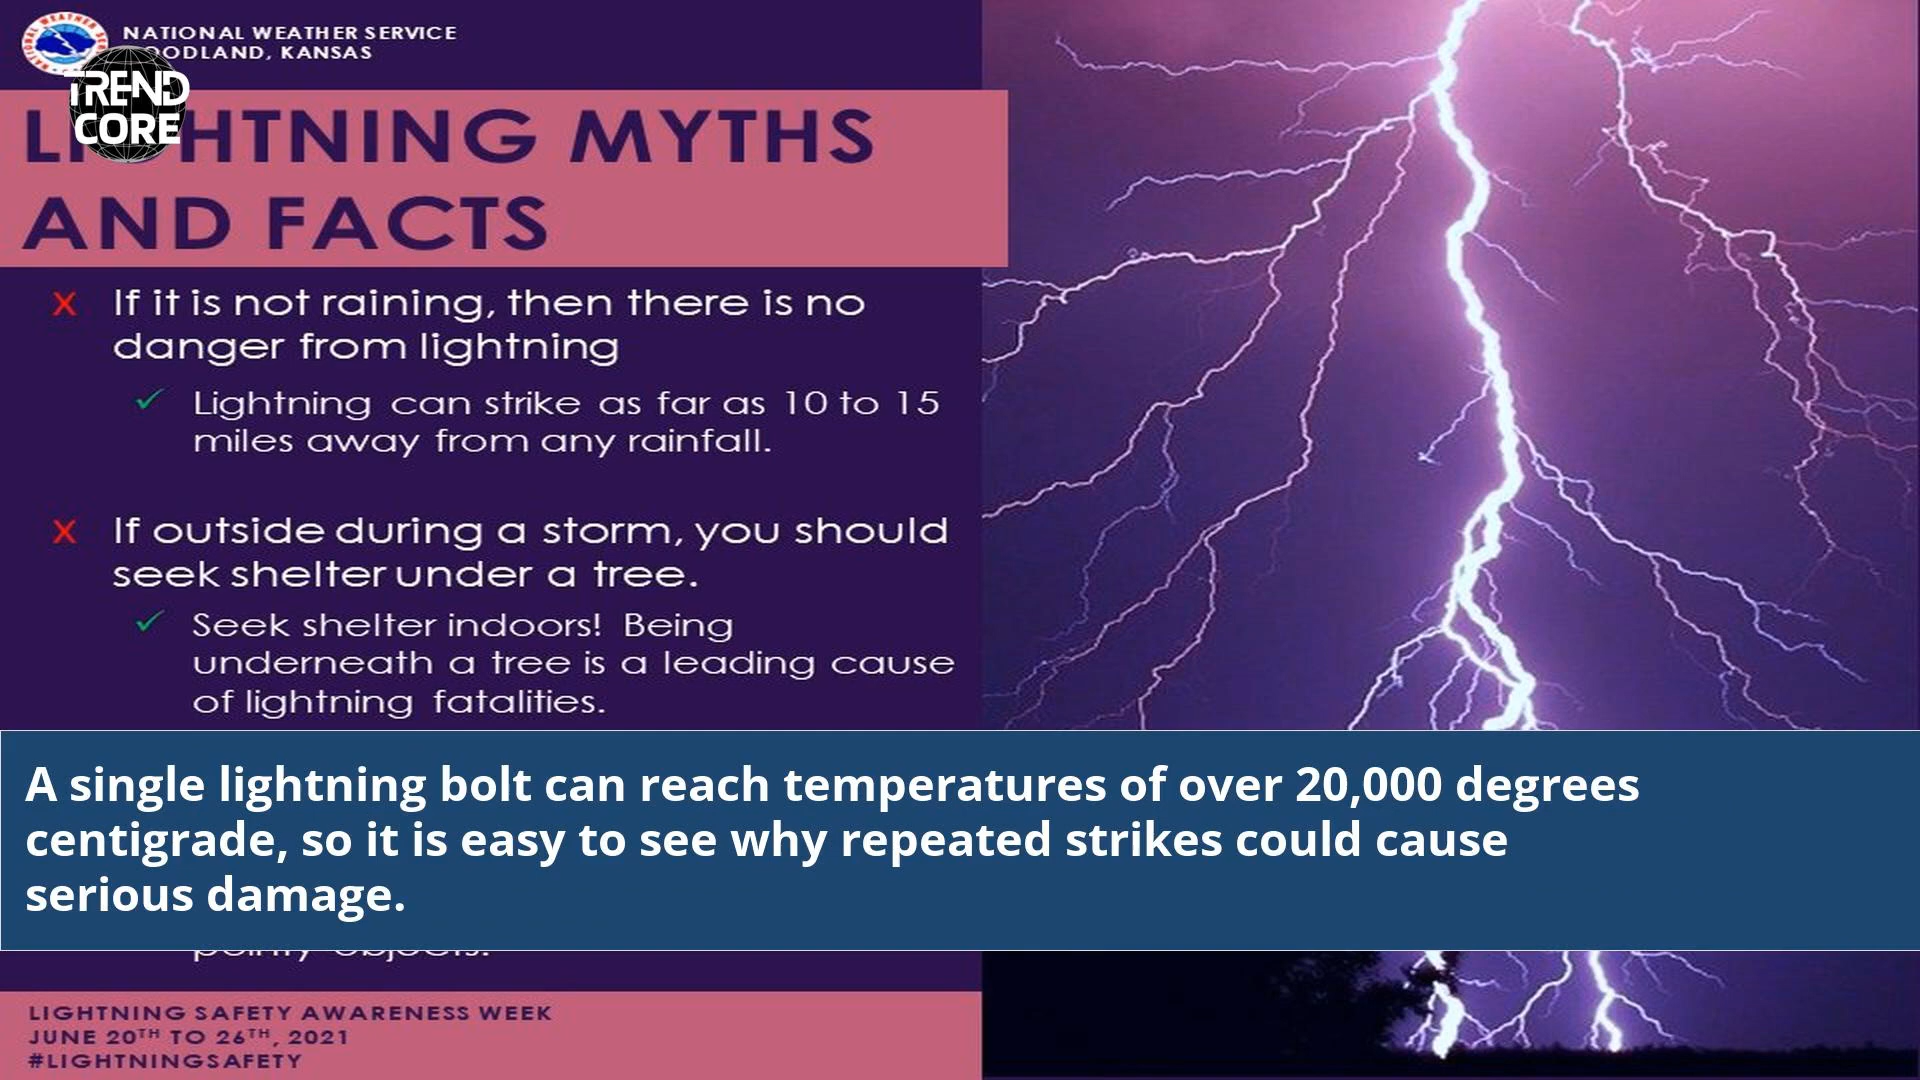 NATIONAL WEATHER SERVICE
KANSAS
TREND
CORE
MYTHS
AND FACTS
X If it is not raining, then there is no
danger from lightning
✓ Lightning can strike as far as 10 to 15
miles away from any rainfall.
X If outside during a storm, you should
seek shelter under a tree.
✓ Seek shelter indoors! Being
underneath a tree is a leading cause
of lightning fatalities.
A single lightning bolt can reach temperatures of over 20,000 degrees
centigrade, so it is easy to see why repeated strikes could cause
serious damage.
pointy objects.
LIGHTNING SAFETY AWARENESS WEEK
JUNE 20TH TO 26TH, 2021
#LIGHTNINGSAFETY